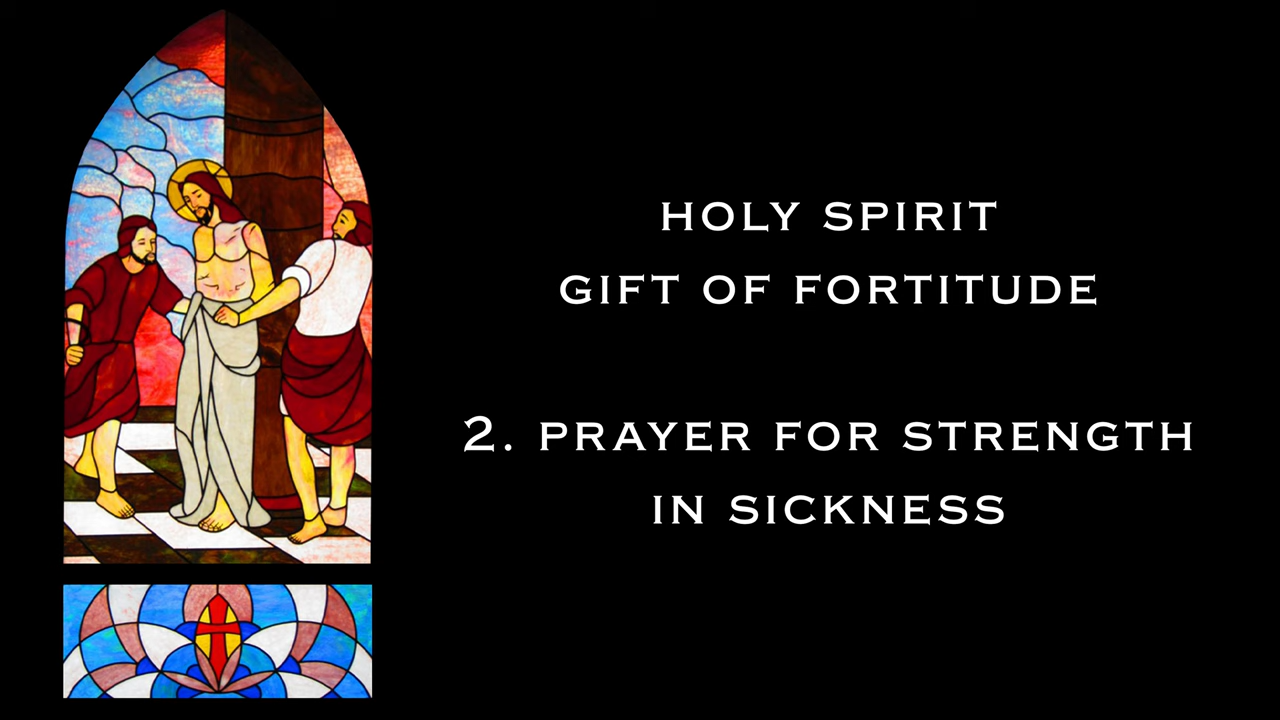 HOLY SPIRIT
GIFT OF FORTITUDE
2. PRAYER FOR STRENGTH
IN SICKNESS